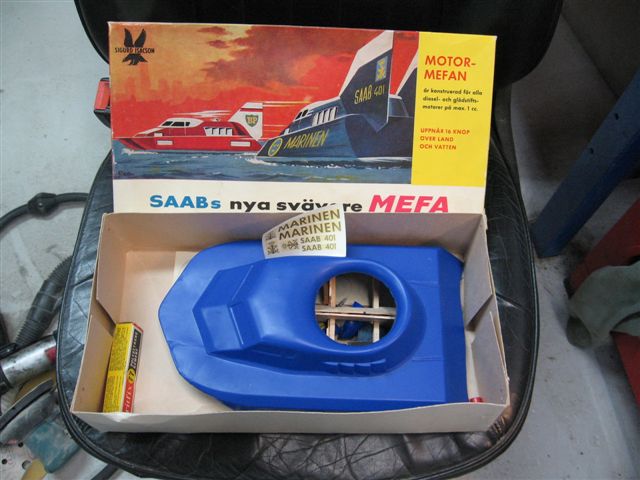 SIGURD ISACSON
MOTOR-
MEFAN
är konstruerad för alla
diesel- och glödstifts-
motorer på max. 1 cc.
UPPNÅR 16 KNOP
ÖVER LAND
OCH VATTEN
SAAB 401
MARINEN
SAABs nya svävare MEFA
MARINEN
MARINEN
SAAB 401
SAAB 401